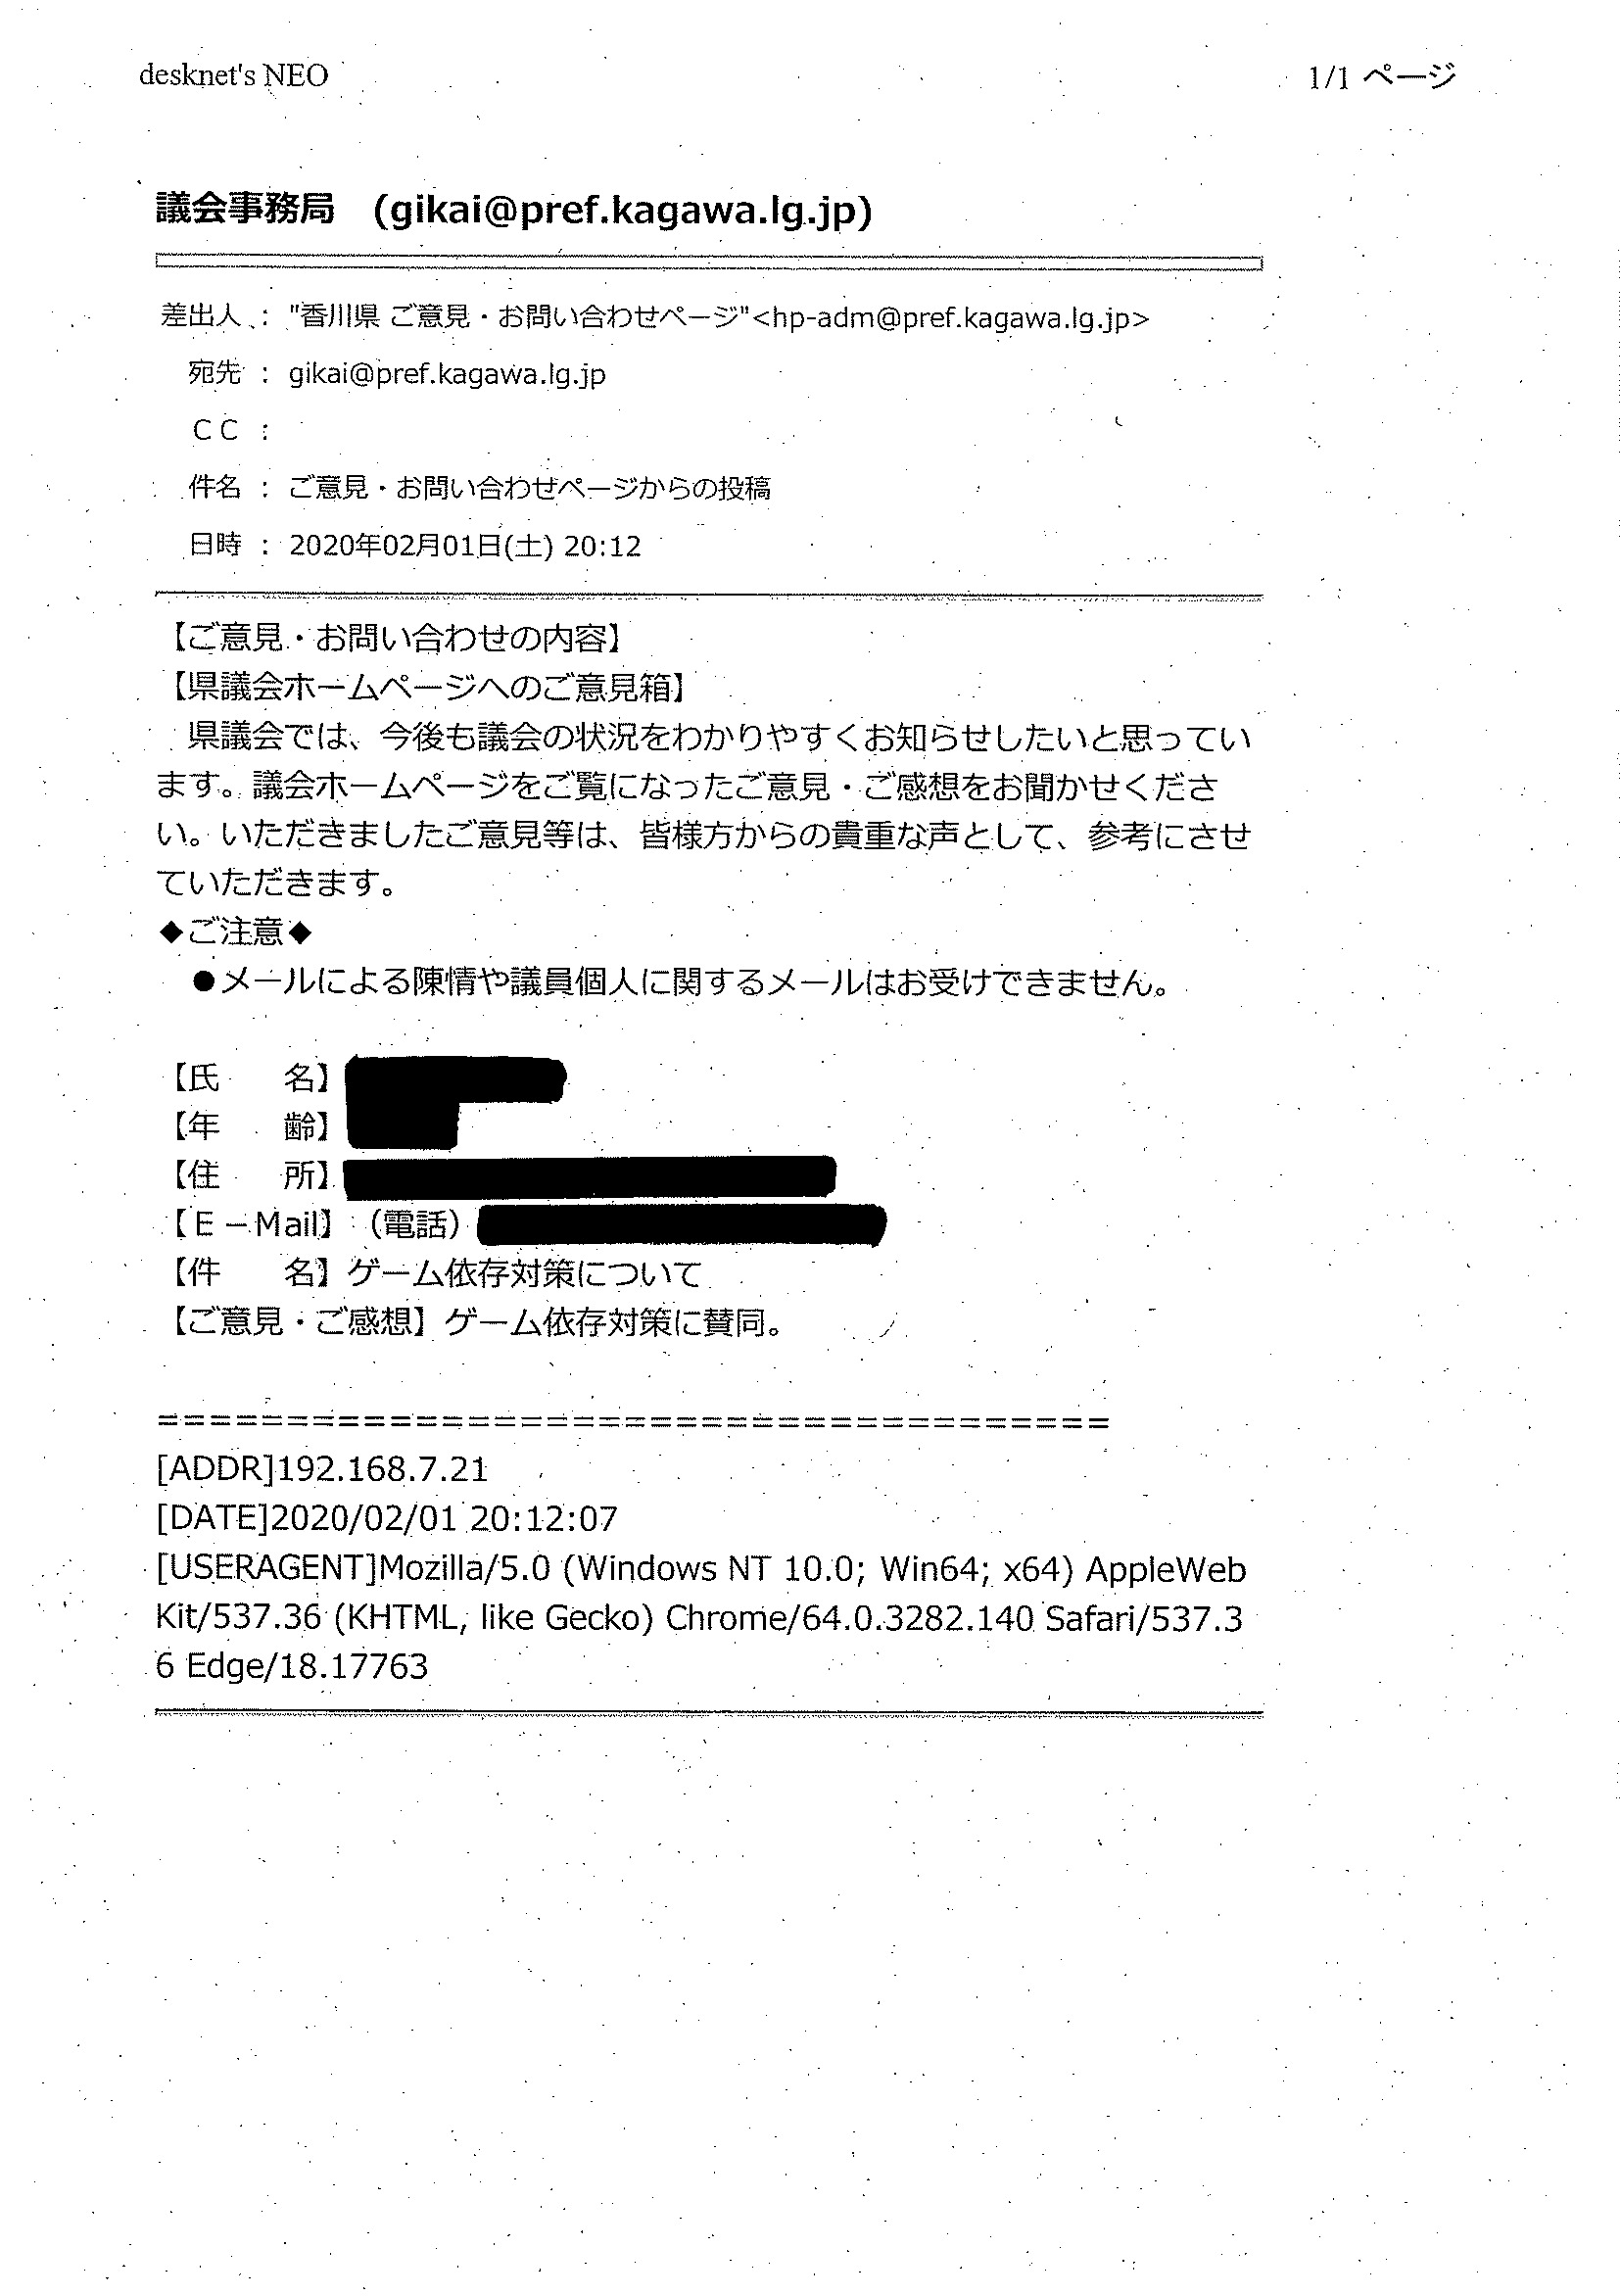 desknet's NEO
1/1 ページ
議会事務局 (gikai@pref.kagawa.lg.jp)
差出人 : "香川県 ご意見・お問い合わせページ"<hp-adm@pref.kagawa.lg.jp>
宛先 : gikai@pref.kagawa.lg.jp
CC :
件名 : ご意見・お問い合わせページからの投稿
日時 : 2020年02月01日(土) 20:12
【ご意見・お問い合わせの内容】
【県議会ホームページへのご意見箱】
県議会では、今後も議会の状況をわかりやすくお知らせしたいと思ってい
ます。議会ホームページをご覧になったご意見・ご感想をお聞かせくださ
い。いただきましたご意見等は、皆様方からの貴重な声として、参考にさせ
ていただきます。
◆ご注意◆
●メールによる陳情や議員個人に関するメールはお受けできません。
【氏　　名】
【年　　齢】
【住　　所】
【E－Mail】（電話）
【件　　名】ゲーム依存対策について
【ご意見・ご感想】ゲーム依存対策に賛同。
=====================================
[ADDR]192.168.7.21
[DATE]2020/02/01 20:12:07
[USERAGENT]Mozilla/5.0 (Windows NT 10.0; Win64; x64) AppleWeb
Kit/537.36 (KHTML, like Gecko) Chrome/64.0.3282.140 Safari/537.3
6 Edge/18.17763